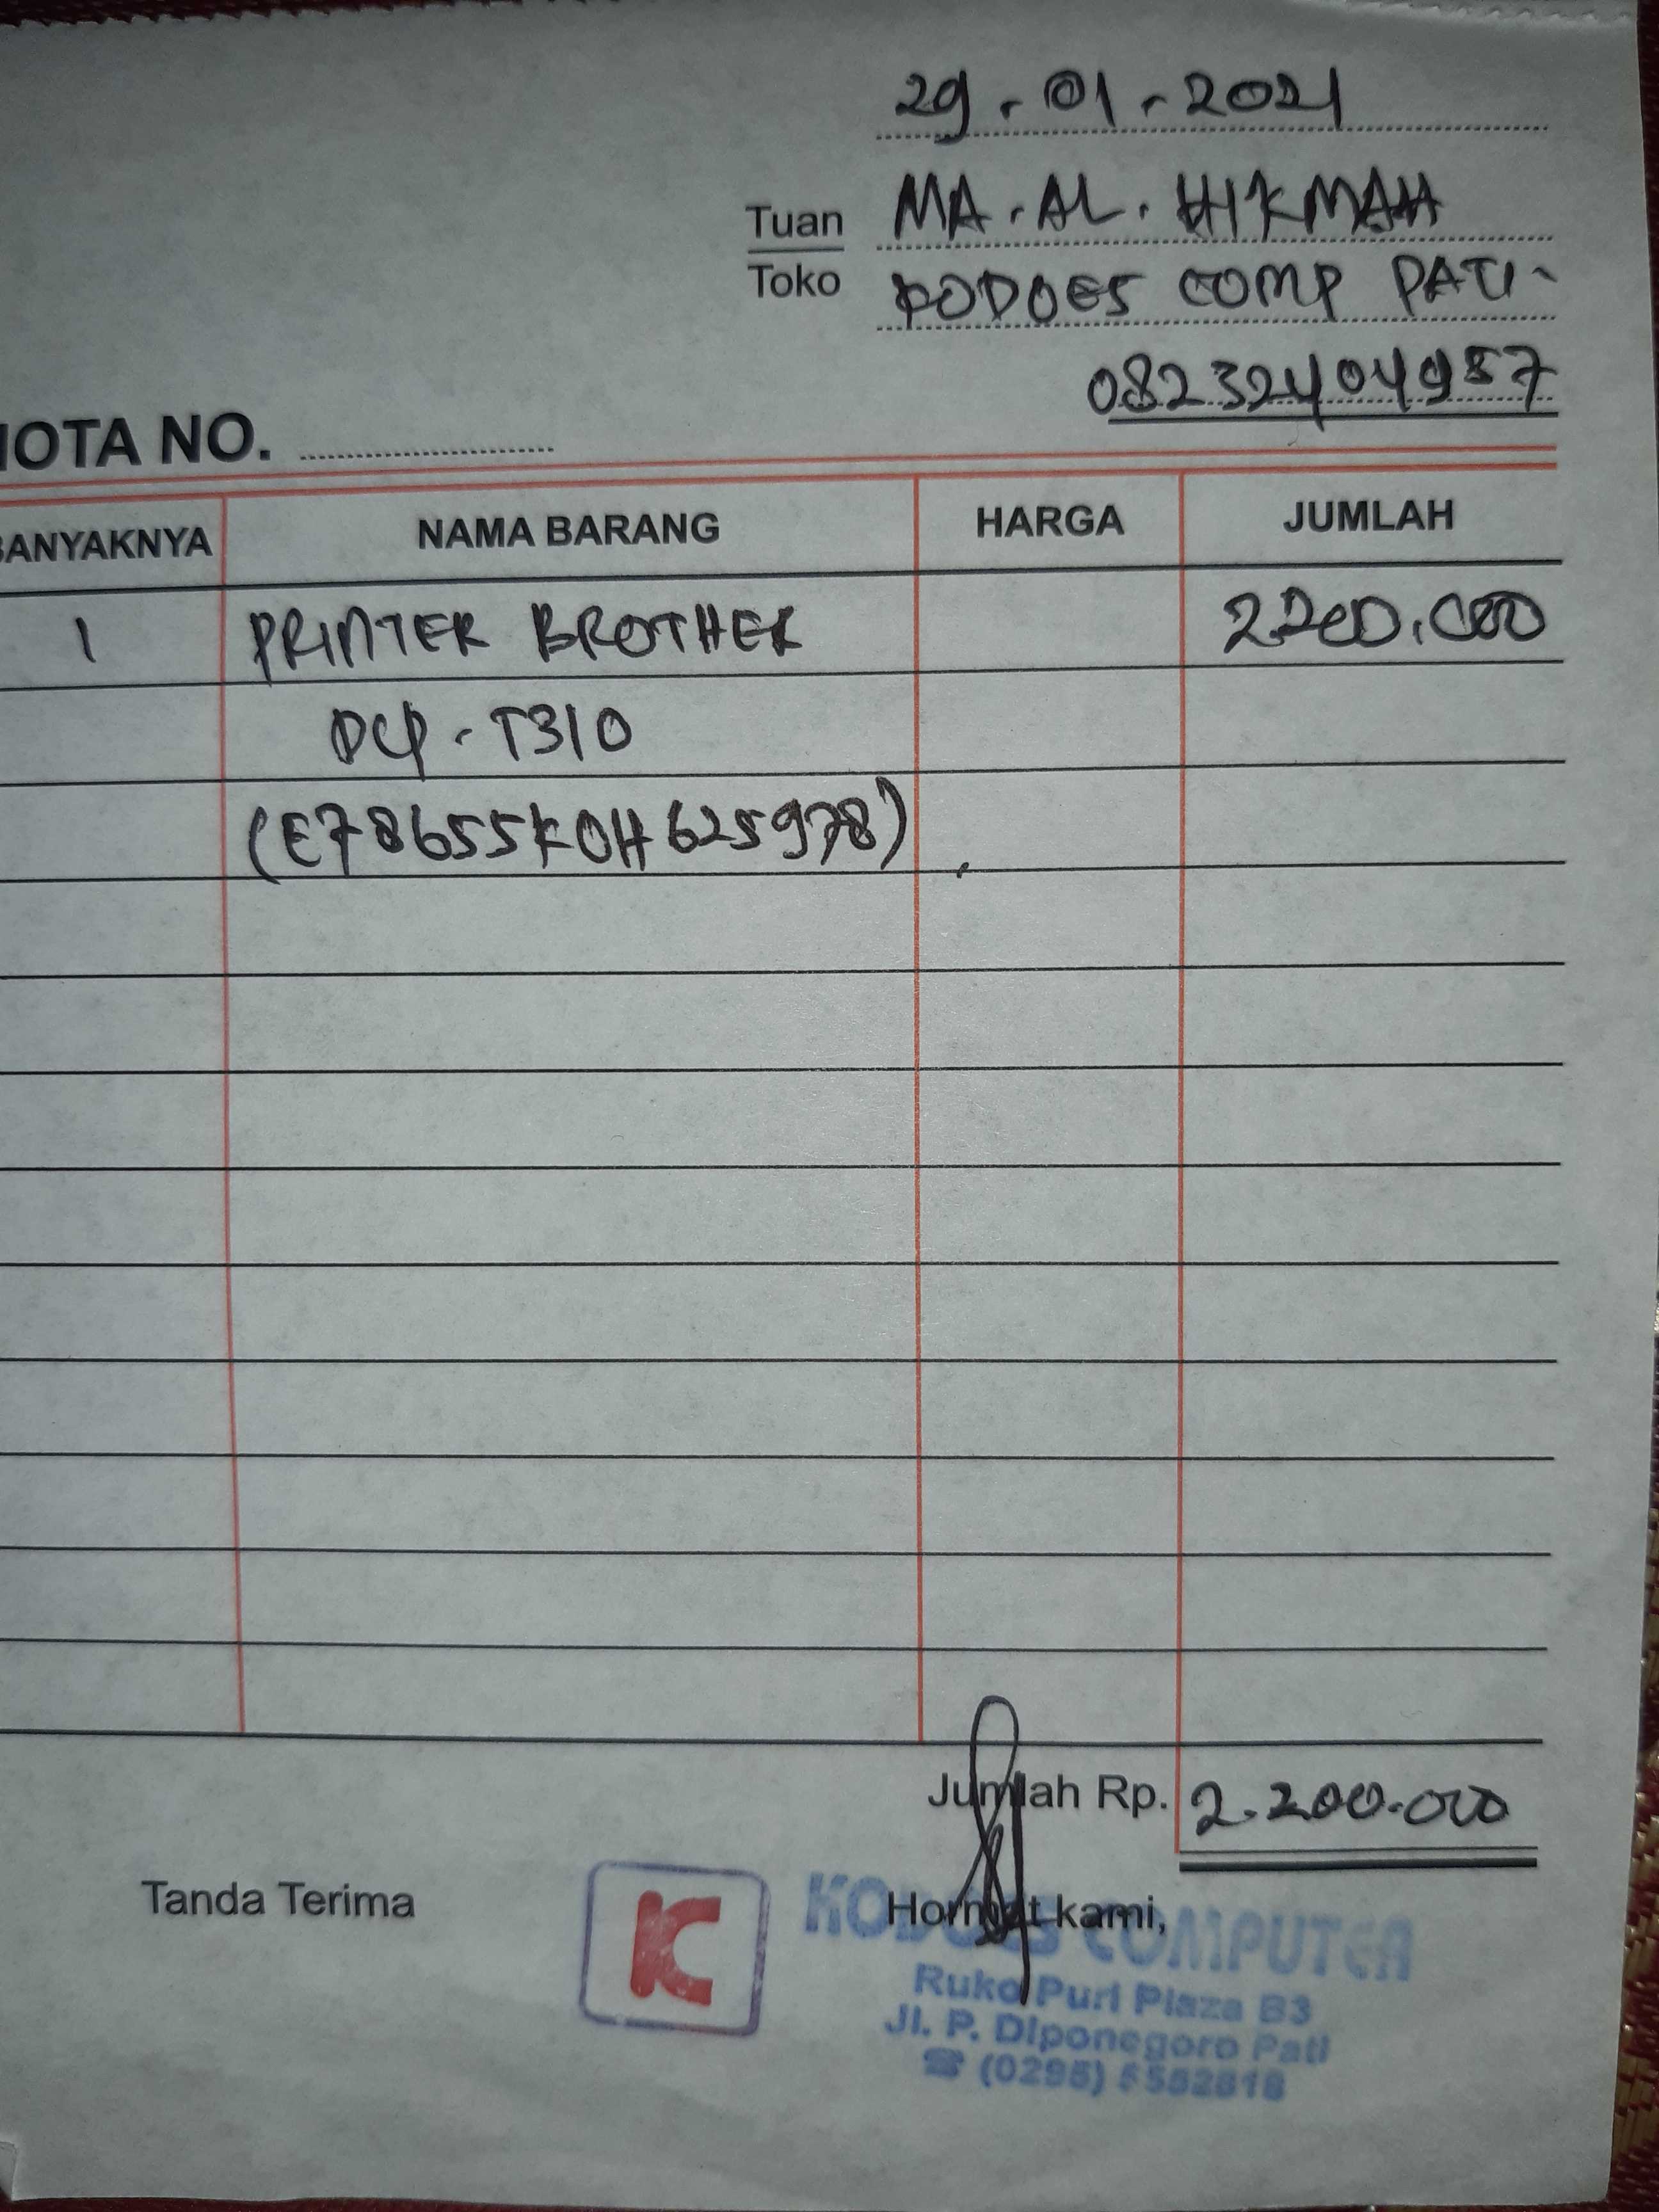 29 - 01 - 2021
Tuan MA. AL. HIKMAH
Toko KODOES COMP PATI -
082324404987
NOTA NO.
BANYAKNYA NAMA BARANG HARGA JUMLAH
1 PRINTER BROTHER 2.200.000
DCP - T310
(E78655K0H625978)
Jumlah Rp. 2.200.000
Tanda Terima
Hormat kami,
K
KODOES COMPUTER
Ruko Puri Plaza B3
Jl. P. Diponegoro Pati
(0295)